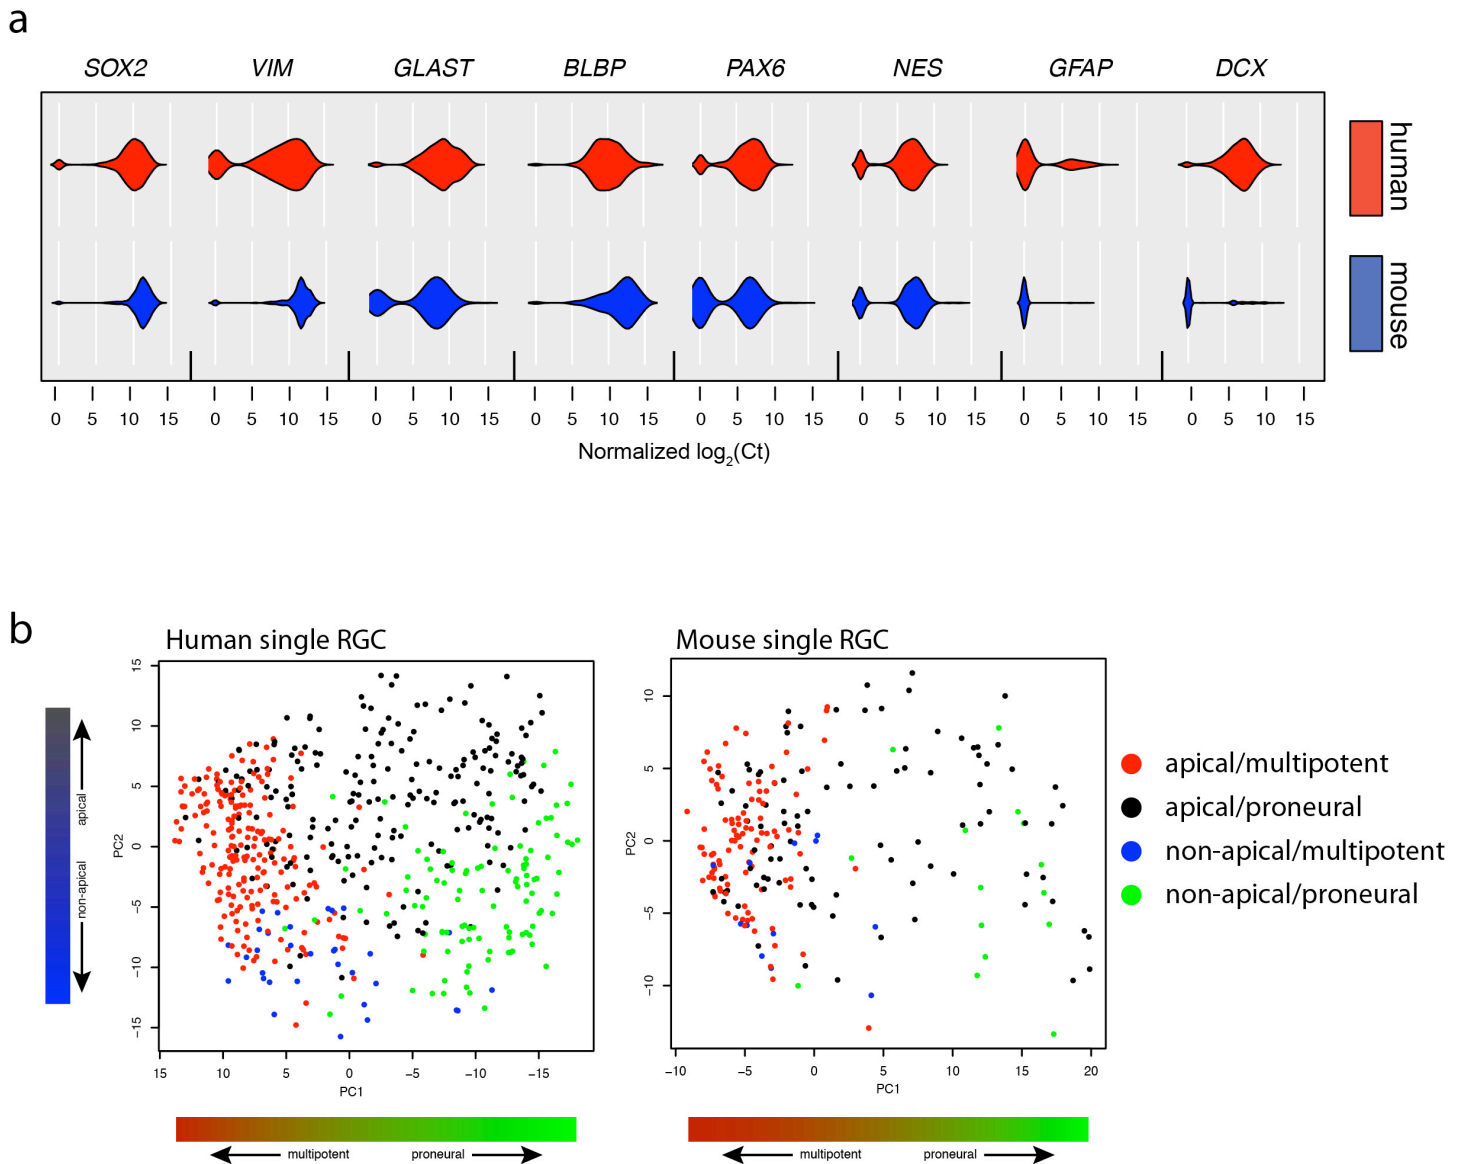 a
SOX2 VIM GLAST BLBP PAX6 NES GFAP DCX
human
mouse
0 5 10 15 0 5 10 15 0 5 10 15 0 5 10 15 0 5 10 15 0 5 10 15 0 5 10 15 0 5 10 15
Normalized log2(Ct)
b
Human single RGC
Mouse single RGC
apical
non-apical
PC2
15
10
5
0
−5
−10
−15
15 10 5 0 −5 −10 −15
PC1
multipotent proneural
PC2
10
5
0
−5
−10
−10 −5 0 5 10 15 20
PC1
multipotent proneural
apical/multipotent
apical/proneural
non-apical/multipotent
non-apical/proneural